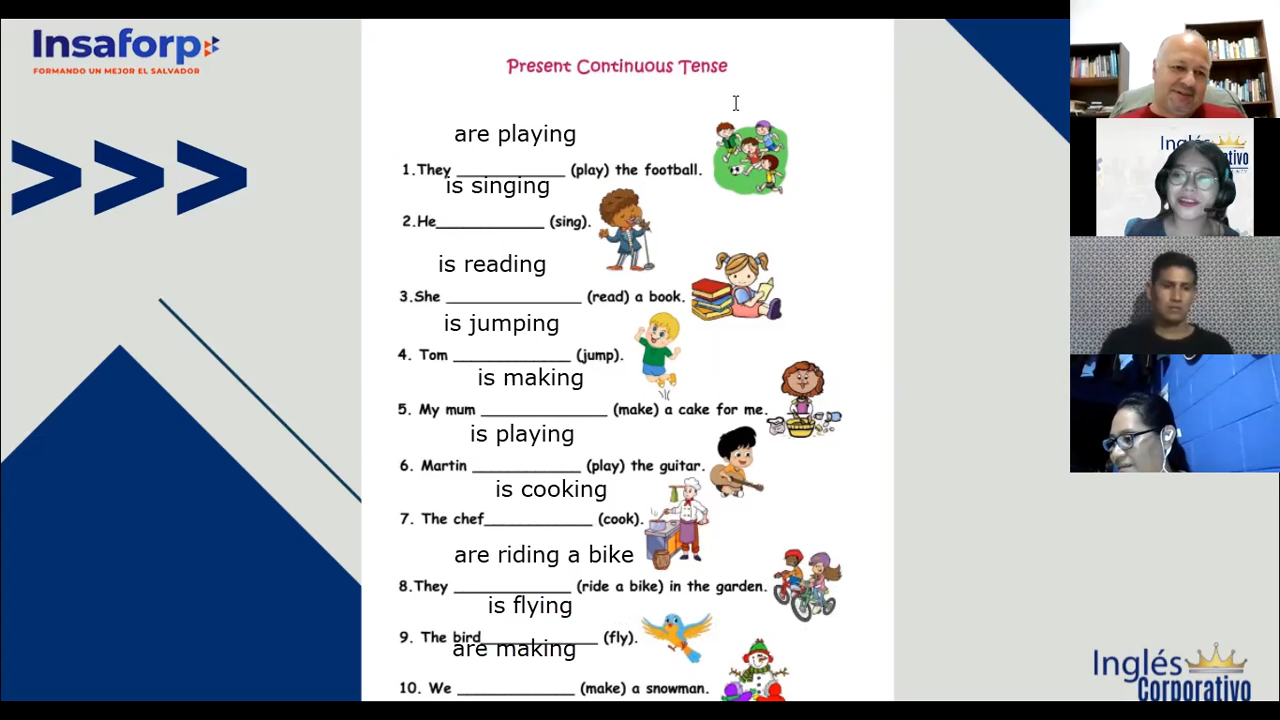 Insaforp
FORMANDO UN MEJOR EL SALVADOR
Present Continuous Tense
are playing
1.They ____________ (play) the football.
is singing
2.He____________ (sing).
is reading
3.She _______________ (read) a book.
is jumping
4. Tom _____________ (jump).
is making
5. My mum ______________ (make) a cake for me.
is playing
6. Martin ____________ (play) the guitar.
is cooking
7. The chef____________ (cook).
are riding a bike
8.They _____________ (ride a bike) in the garden.
is flying
9. The bird_____________ (fly).
are making
10. We _____________ (make) a snowman.
Inglés
Corporativo